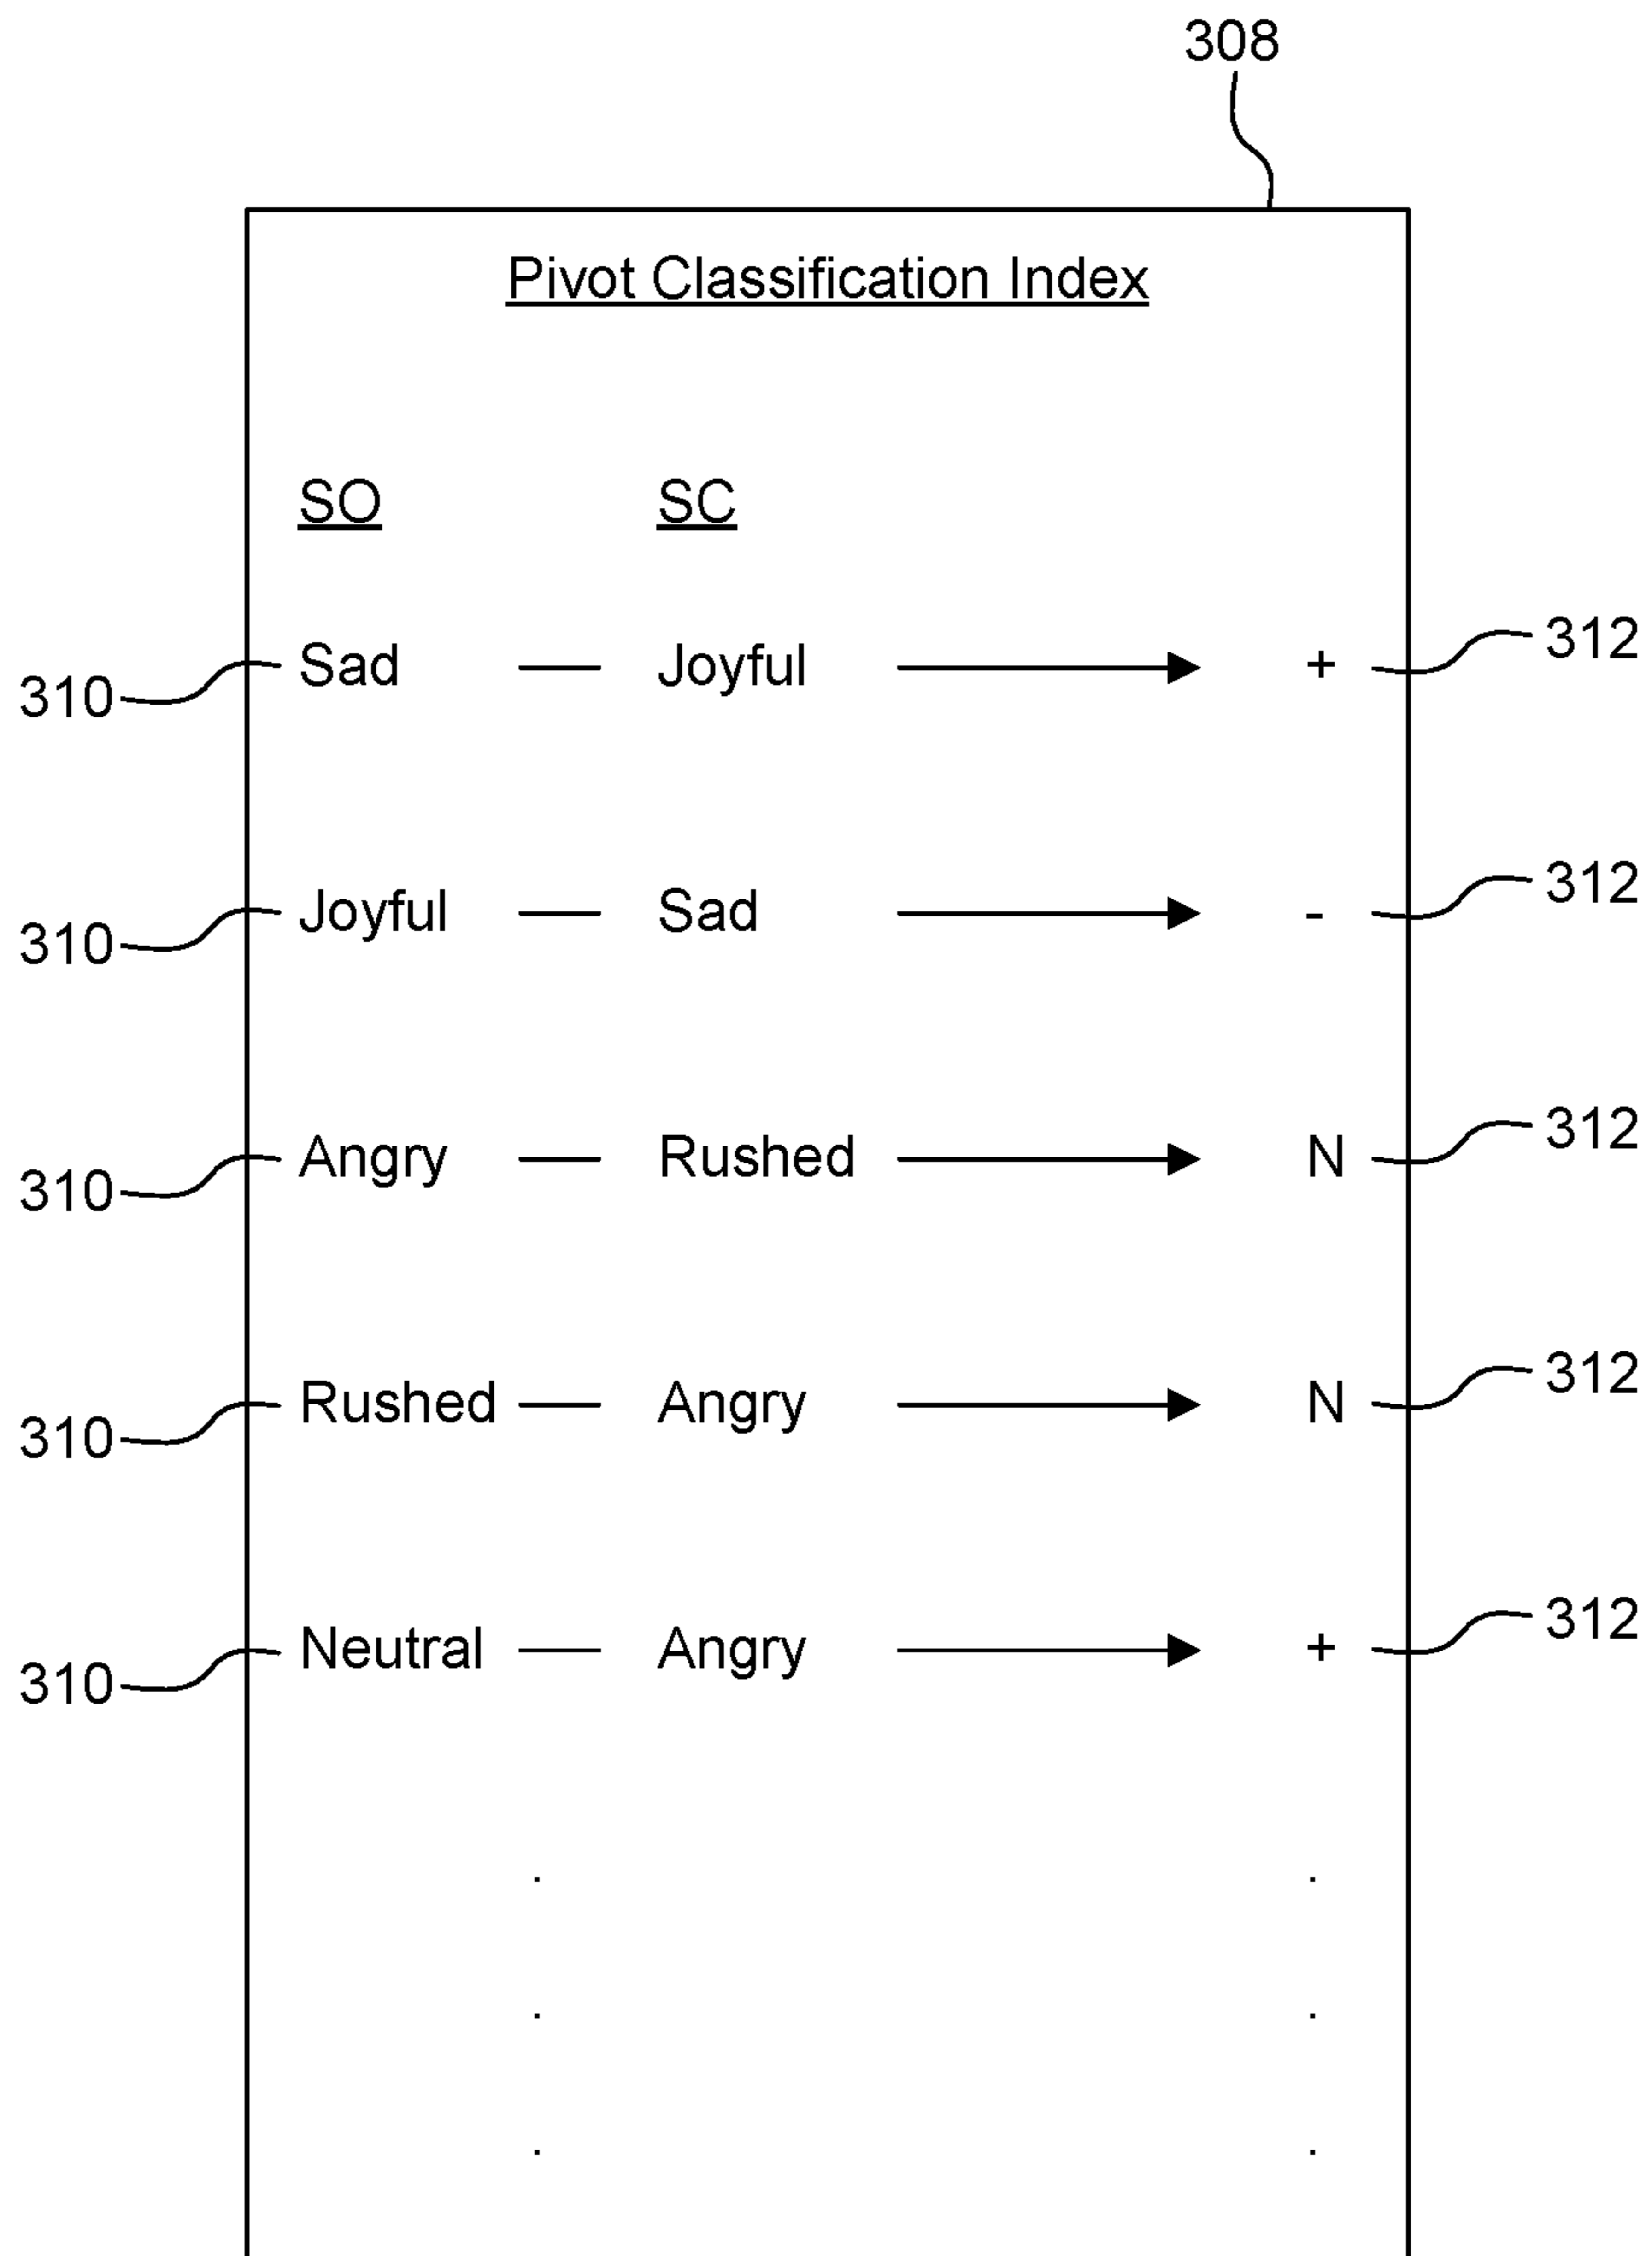 308
Pivot Classification Index
SO SC
310 Sad — Joyful + 312
310 Joyful — Sad - 312
310 Angry — Rushed N 312
310 Rushed — Angry N 312
310 Neutral — Angry + 312
. .
. .
. .